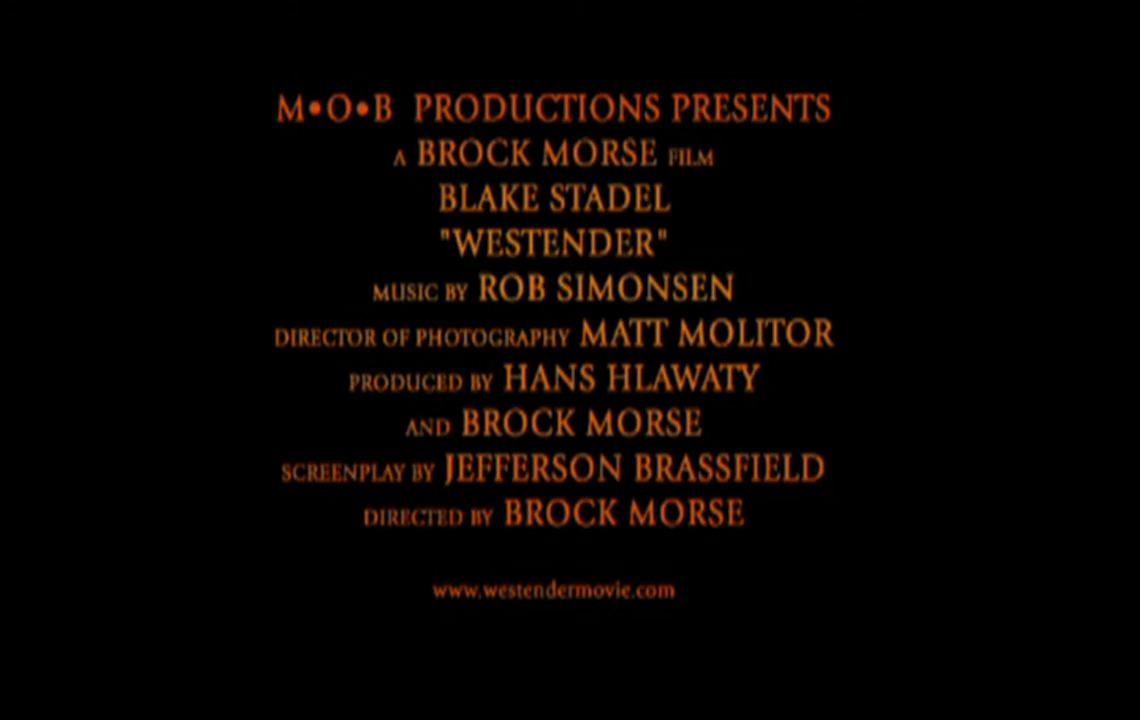 M•O•B PRODUCTIONS PRESENTS
A BROCK MORSE FILM
BLAKE STADEL
"WESTENDER"
MUSIC BY ROB SIMONSEN
DIRECTOR OF PHOTOGRAPHY MATT MOLITOR
PRODUCED BY HANS HLAWATY
AND BROCK MORSE
SCREENPLAY BY JEFFERSON BRASSFIELD
DIRECTED BY BROCK MORSE
www.westendermovie.com